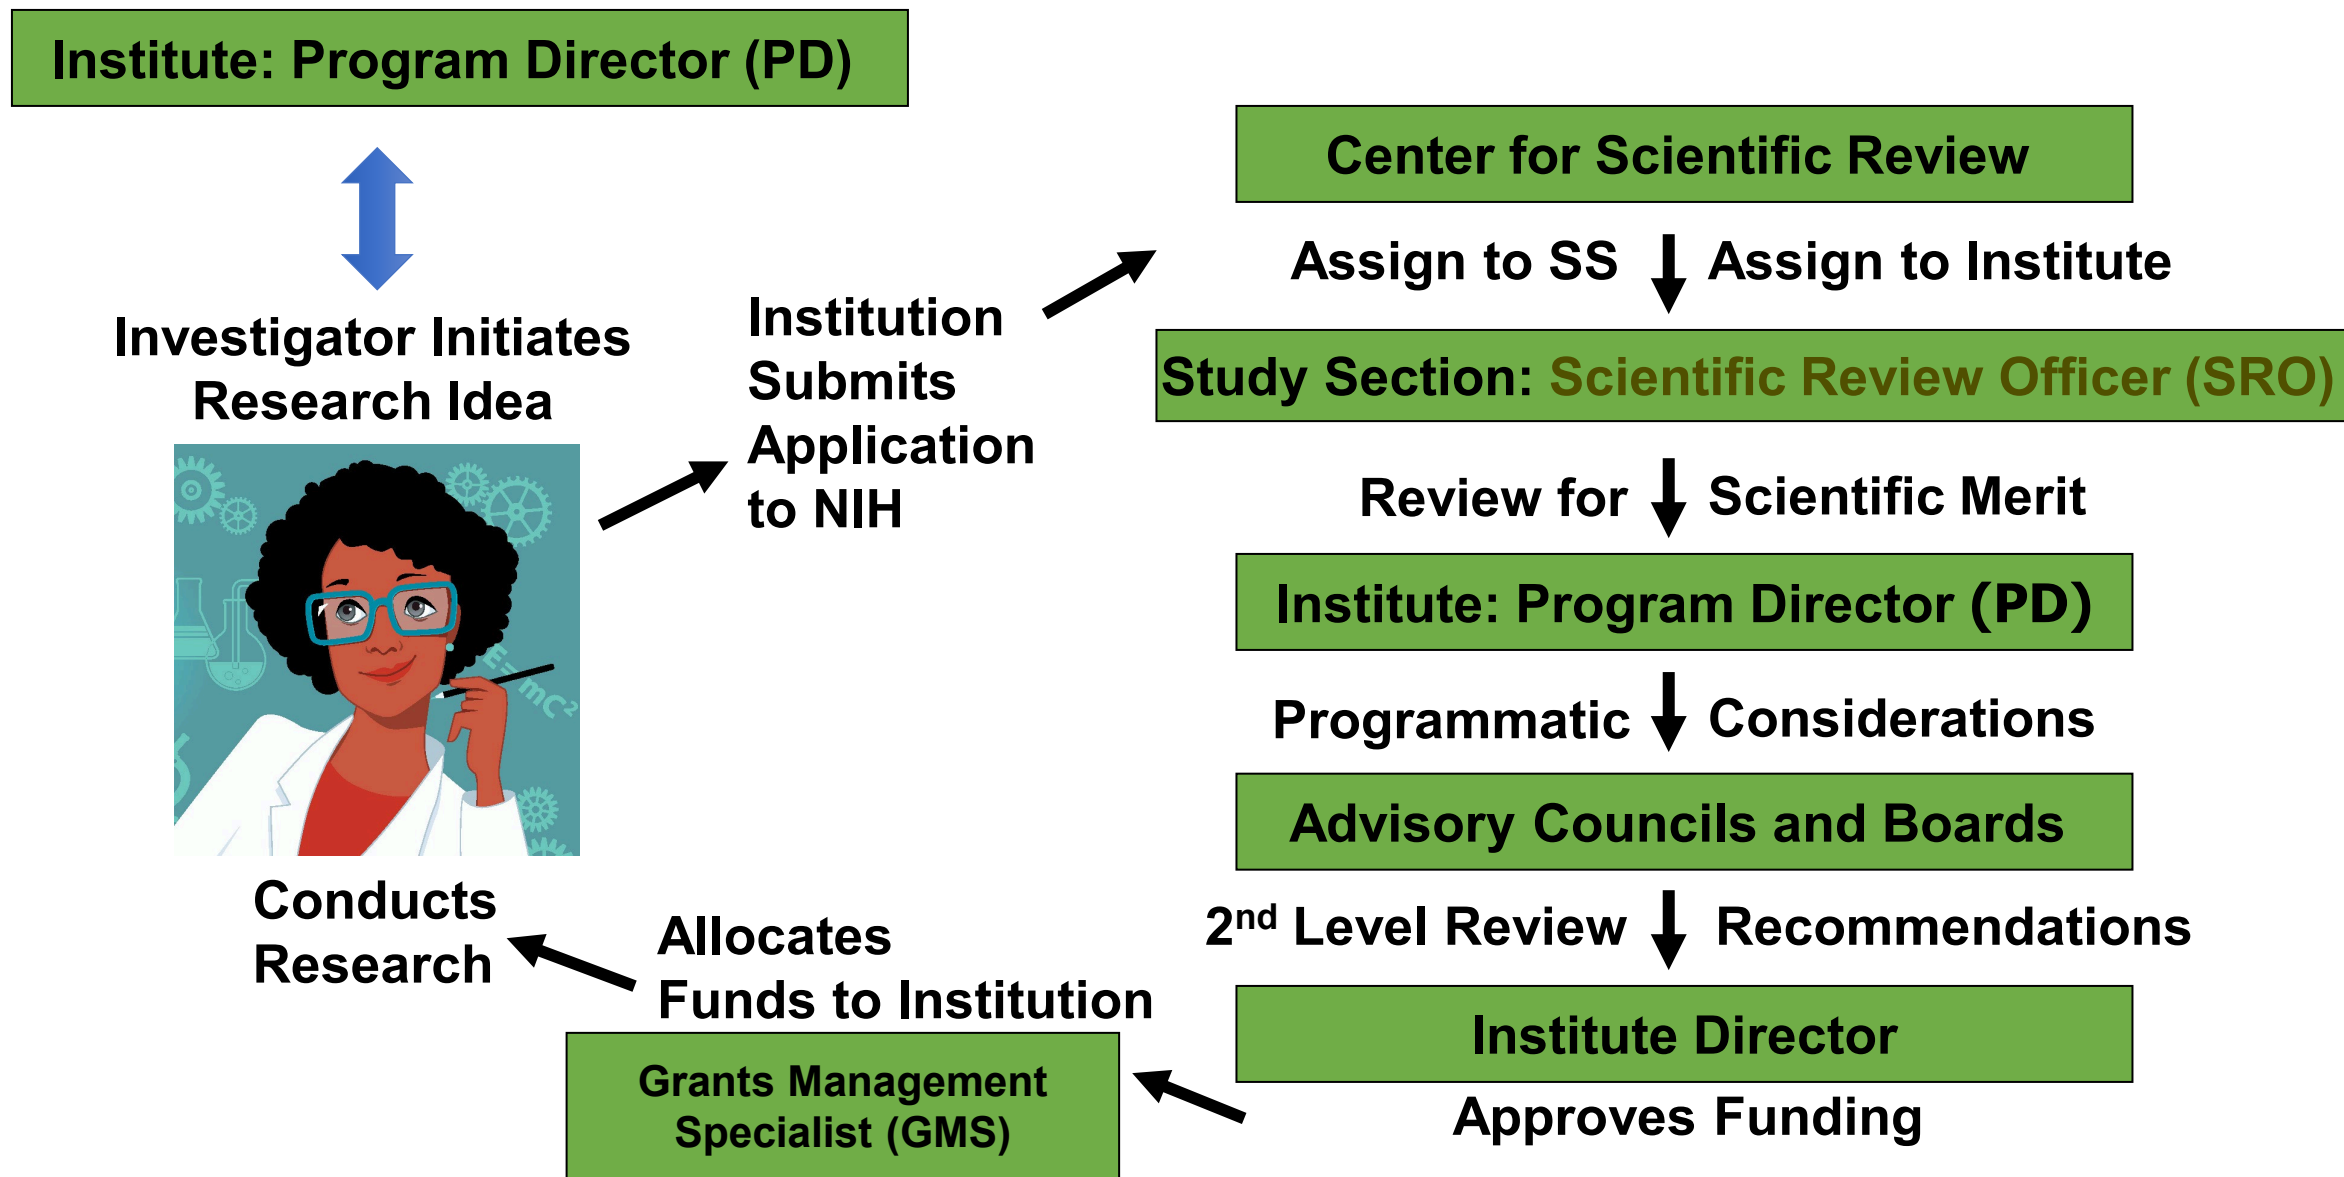 Institute: Program Director (PD)
Investigator Initiates
Research Idea
E=mc²
Conducts
Research
Institution
Submits
Application
to NIH
Center for Scientific Review
Assign to SS Assign to Institute
Study Section: Scientific Review Officer (SRO)
Review for Scientific Merit
Institute: Program Director (PD)
Programmatic Considerations
Advisory Councils and Boards
2nd Level Review Recommendations
Institute Director
Approves Funding
Allocates
Funds to Institution
Grants Management
Specialist (GMS)